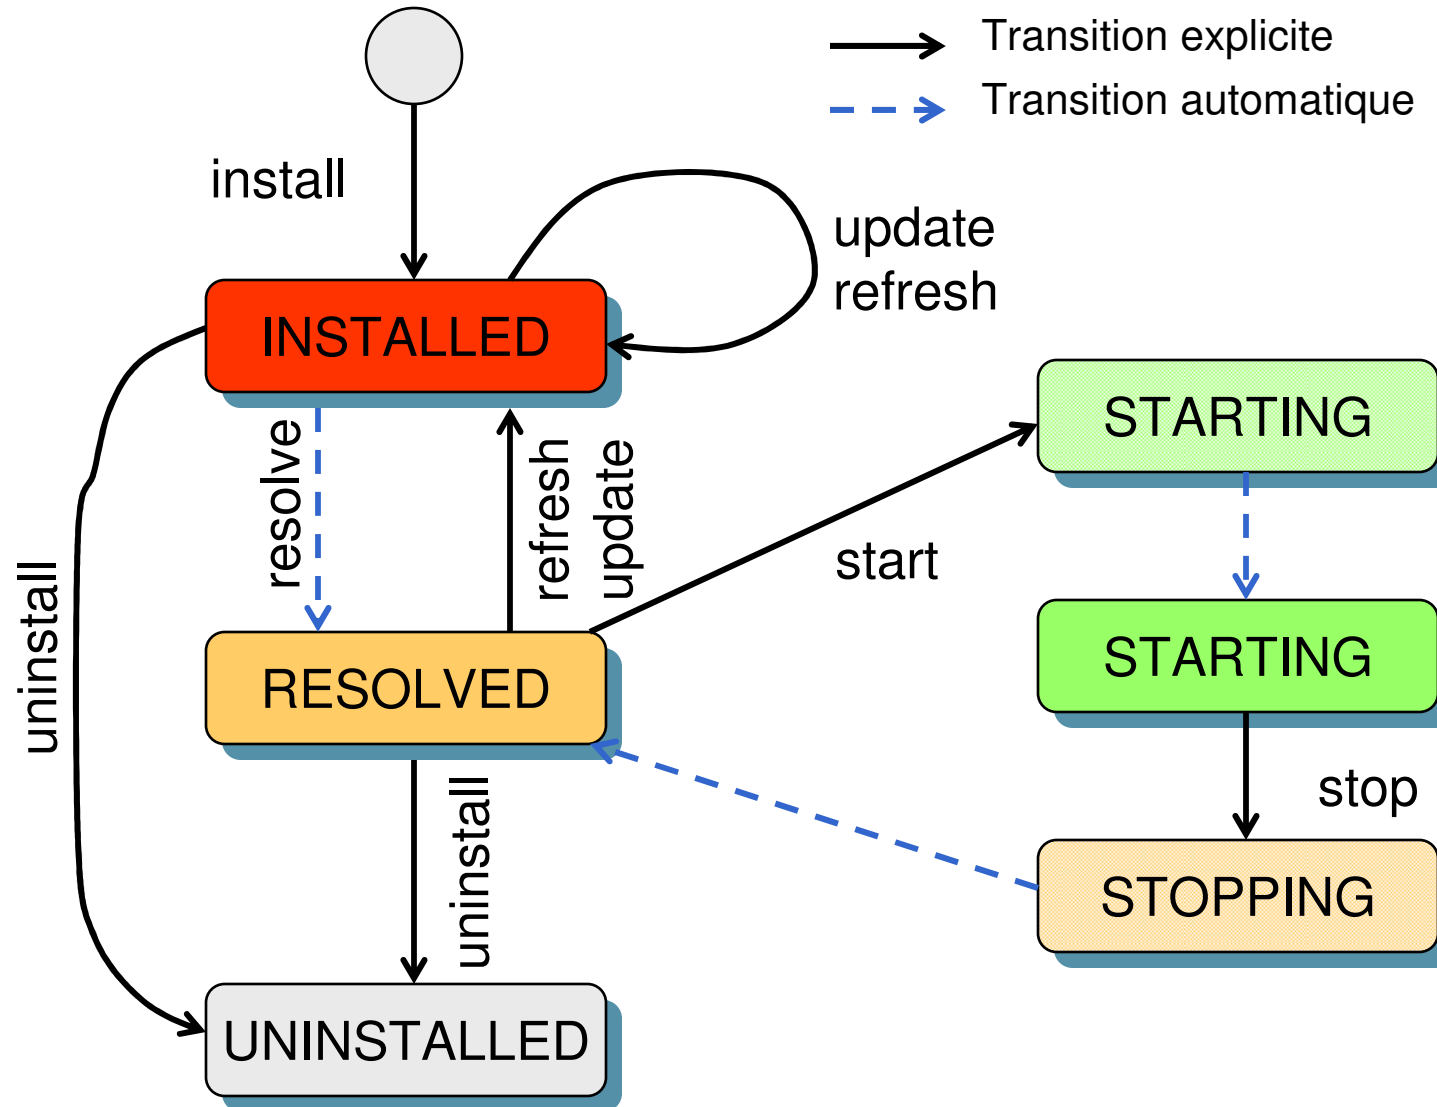 Transition explicite
Transition automatique
install
update
refresh
INSTALLED
STARTING
resolve
refresh
update
start
uninstall
RESOLVED
STARTING
stop
uninstall
STOPPING
UNINSTALLED